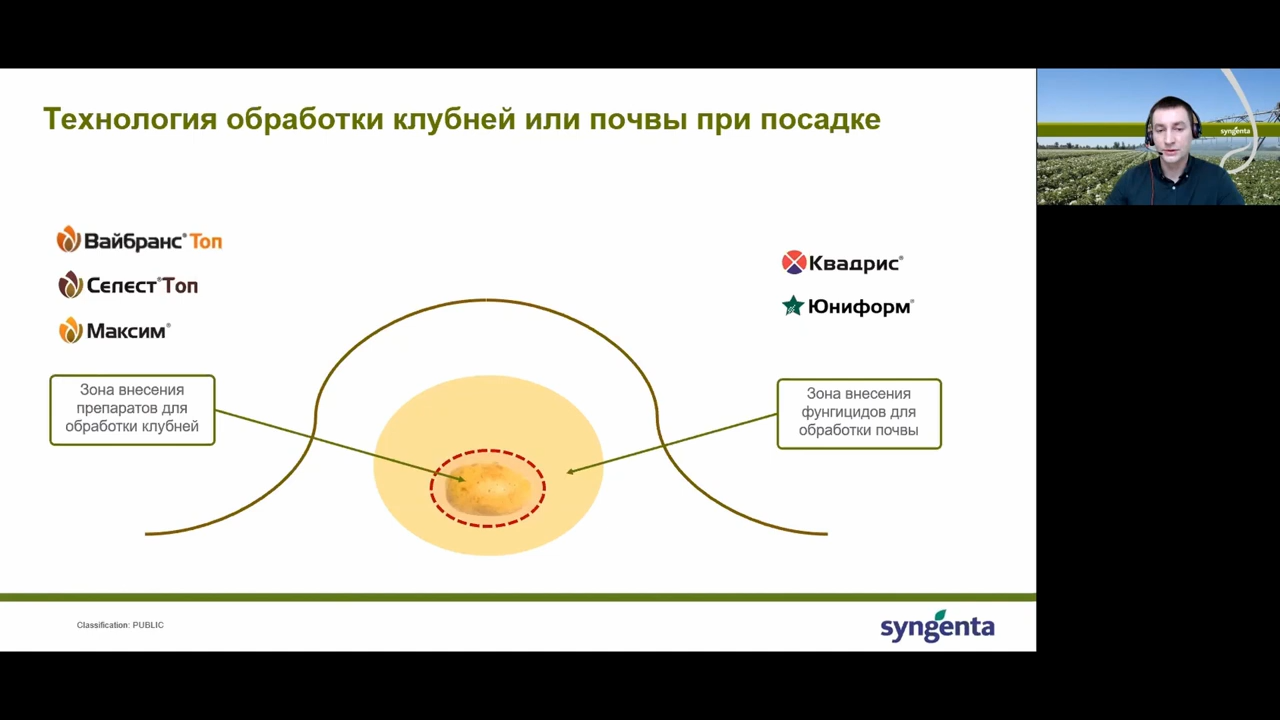 Технология обработки клубней или почвы при посадке
syngenta
Вайбранс® Топ
Селест® Топ
Максим®
Квадрис®
Юниформ®
Зона внесения
препаратов для
обработки клубней
Зона внесения
фунгицидов для
обработки почвы
Classification: PUBLIC
syngenta